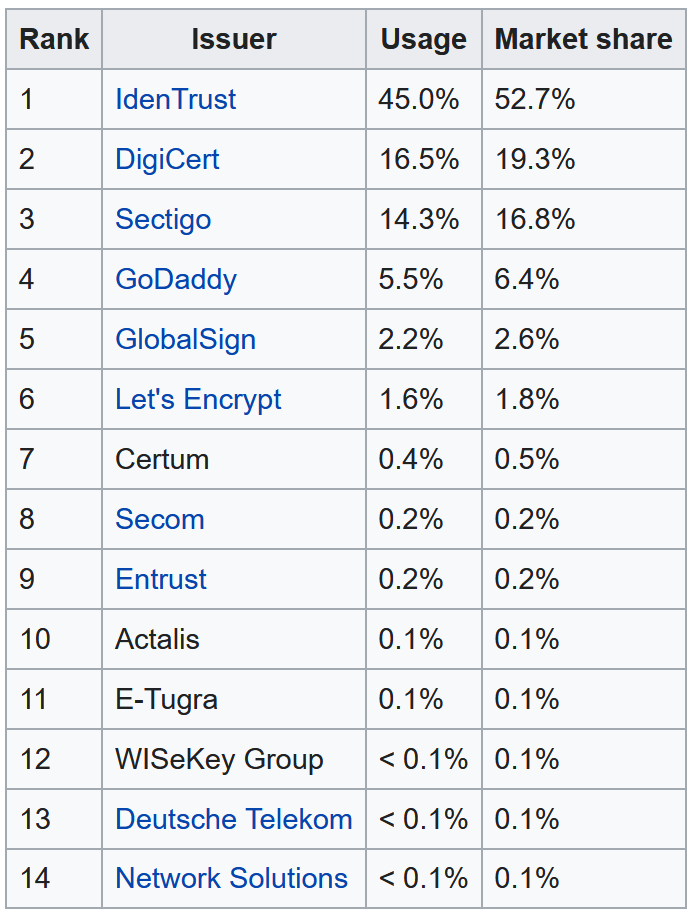 Rank Issuer Usage Market share
1 IdenTrust 45.0% 52.7%
2 DigiCert 16.5% 19.3%
3 Sectigo 14.3% 16.8%
4 GoDaddy 5.5% 6.4%
5 GlobalSign 2.2% 2.6%
6 Let's Encrypt 1.6% 1.8%
7 Certum 0.4% 0.5%
8 Secom 0.2% 0.2%
9 Entrust 0.2% 0.2%
10 Actalis 0.1% 0.1%
11 E-Tugra 0.1% 0.1%
12 WISeKey Group < 0.1% 0.1%
13 Deutsche Telekom < 0.1% 0.1%
14 Network Solutions < 0.1% 0.1%